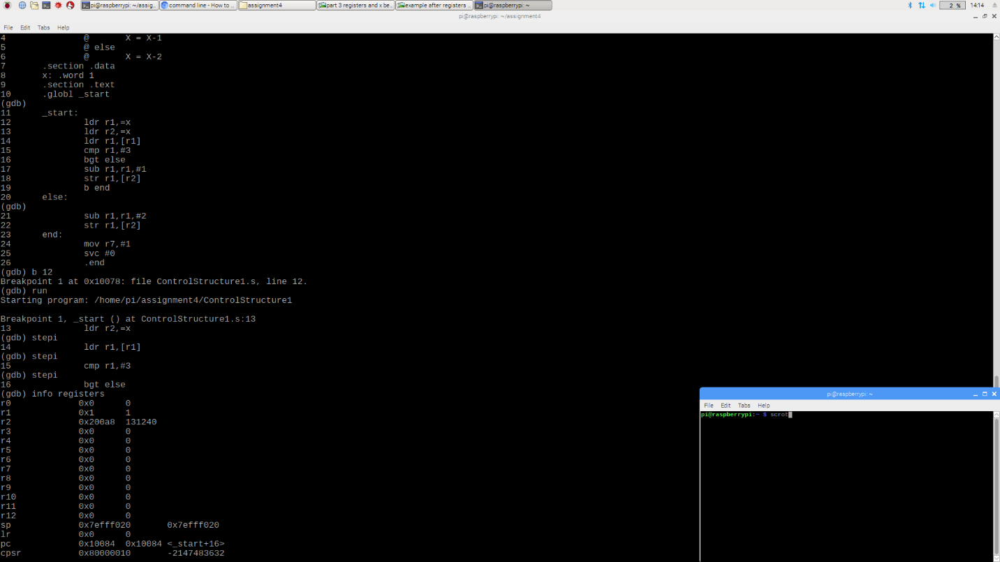 pi@raspberrypi: ~/assig... command line - How to ... assignment4 part 3 registers and x be... example after registers ... pi@raspberrypi: ~ 2 % 14:14
pi@raspberrypi: ~/assignment4
File Edit Tabs Help
4 @ X = X-1
5 @ else
6 @ X = X-2
7 .section .data
8 x: .word 1
9 .section .text
10 .globl _start
(gdb)
11 _start:
12 ldr r1,=x
13 ldr r2,=x
14 ldr r1,[r1]
15 cmp r1,#3
16 bgt else
17 sub r1,r1,#1
18 str r1,[r2]
19 b end
20 else:
(gdb)
21 sub r1,r1,#2
22 str r1,[r2]
23 end:
24 mov r7,#1
25 svc #0
26 .end
(gdb) b 12
Breakpoint 1 at 0x10078: file ControlStructure1.s, line 12.
(gdb) run
Starting program: /home/pi/assignment4/ControlStructure1
Breakpoint 1, _start () at ControlStructure1.s:13
13 ldr r2,=x
(gdb) stepi
14 ldr r1,[r1]
(gdb) stepi
15 cmp r1,#3
(gdb) stepi
16 bgt else
(gdb) info registers
r0 0x0 0
r1 0x1 1
r2 0x200a8 131240
r3 0x0 0
r4 0x0 0
r5 0x0 0
r6 0x0 0
r7 0x0 0
r8 0x0 0
r9 0x0 0
r10 0x0 0
r11 0x0 0
r12 0x0 0
sp 0x7efff020 0x7efff020
lr 0x0 0
pc 0x10084 0x10084 <_start+16>
cpsr 0x80000010 -2147483632
pi@raspberrypi: ~
File Edit Tabs Help
pi@raspberrypi:~ $ scrot